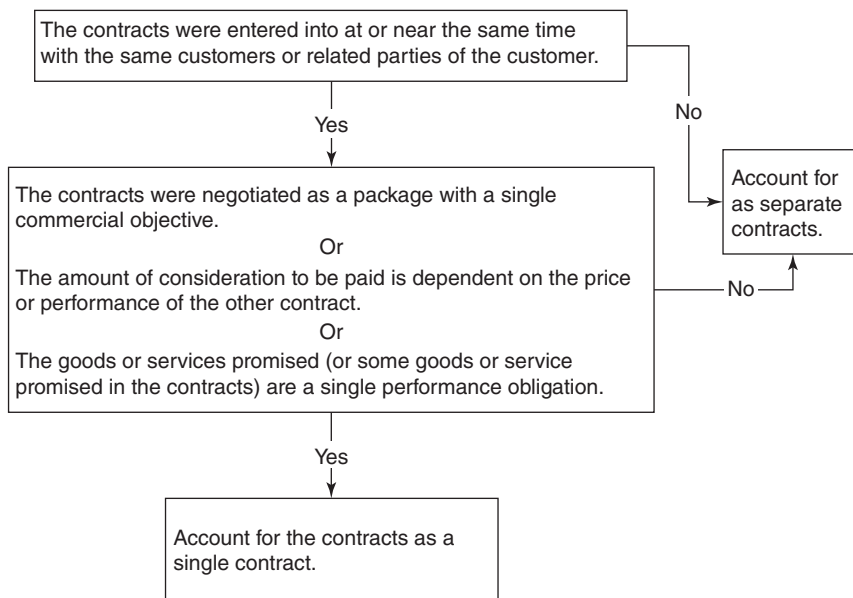 The contracts were entered into at or near the same time
with the same customers or related parties of the customer.
No
Yes
Account for
as separate
contracts.
The contracts were negotiated as a package with a single
commercial objective.
Or
The amount of consideration to be paid is dependent on the price
or performance of the other contract.
No
Or
The goods or services promised (or some goods or service
promised in the contracts) are a single performance obligation.
Yes
Account for the contracts as a
single contract.